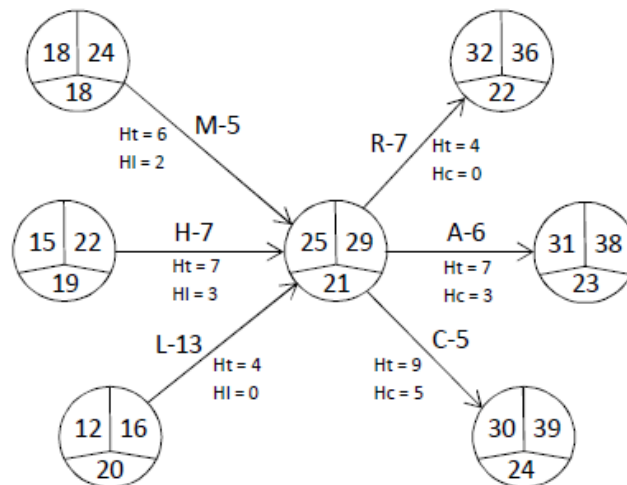 18 24
18
M-5
Ht = 6
Hl = 2
32 36
22
R-7
Ht = 4
Hc = 0
15 22
19
H-7
Ht = 7
Hl = 3
25 29
21
A-6
Ht = 7
Hc = 3
31 38
23
L-13
Ht = 4
Hl = 0
12 16
20
C-5
Ht = 9
Hc = 5
30 39
24